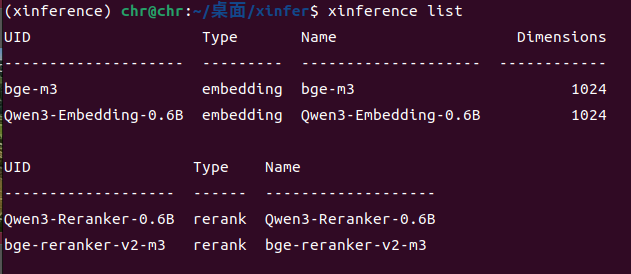 (xinference) chr@chr:~/桌面/xinfer$ xinference list
UID                   Type       Name                  Dimensions
--------------------  ---------  --------------------  ------------
bge-m3                embedding  bge-m3                1024
Qwen3-Embedding-0.6B  embedding  Qwen3-Embedding-0.6B  1024
UID                 Type    Name
------------------  ------  ------------------
Qwen3-Reranker-0.6B  rerank  Qwen3-Reranker-0.6B
bge-reranker-v2-m3  rerank  bge-reranker-v2-m3